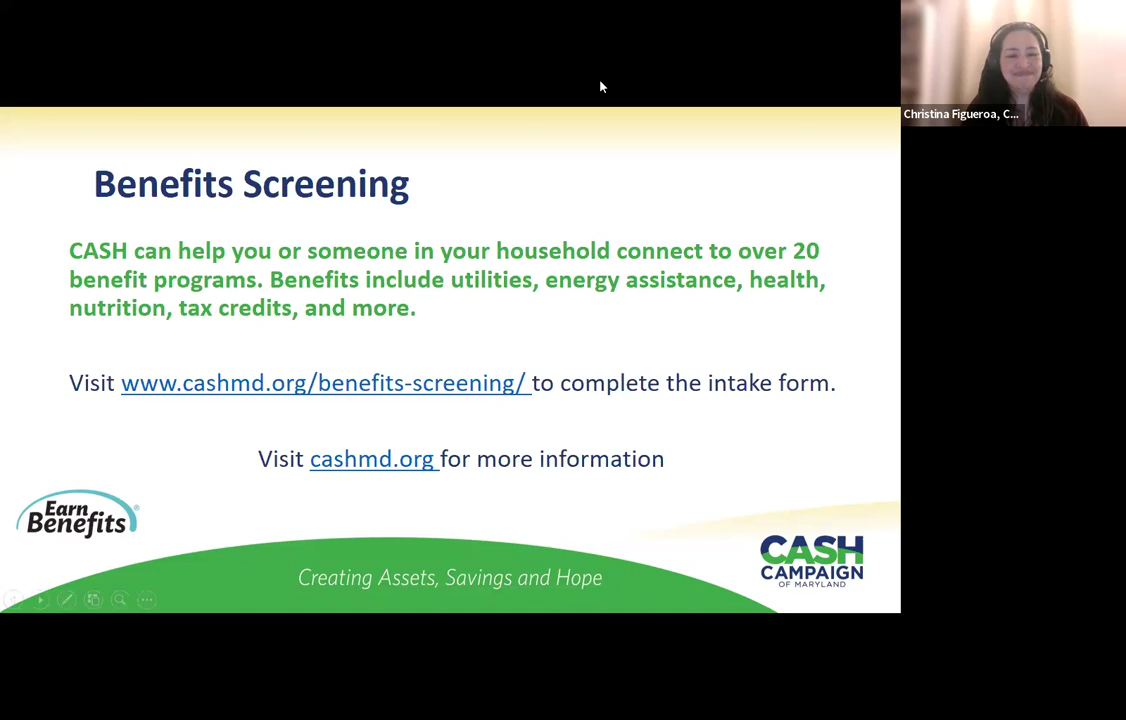 Christina Figueroa, C...
Benefits Screening
CASH can help you or someone in your household connect to over 20
benefit programs. Benefits include utilities, energy assistance, health,
nutrition, tax credits, and more.
Visit www.cashmd.org/benefits-screening/ to complete the intake form.
Visit cashmd.org for more information
Earn
Benefits®
Creating Assets, Savings and Hope
CASH
CAMPAIGN
OF MARYLAND